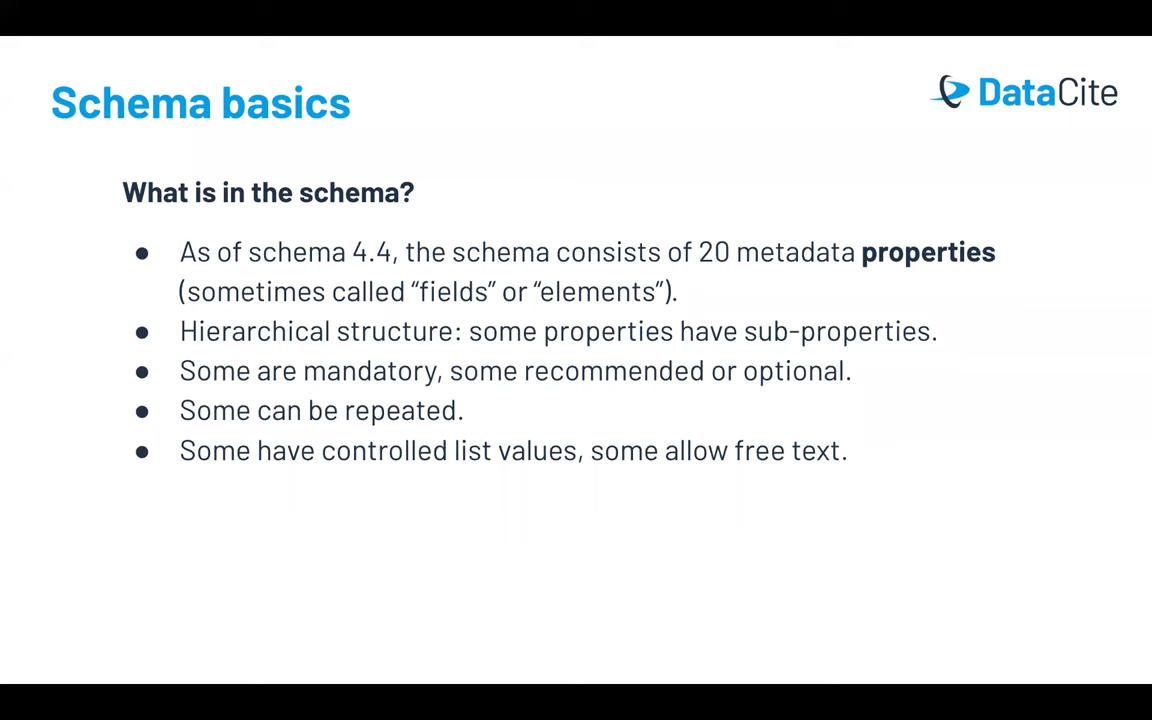 Schema basics
DataCite
What is in the schema?
● As of schema 4.4, the schema consists of 20 metadata properties
(sometimes called “fields” or “elements”).
● Hierarchical structure: some properties have sub-properties.
● Some are mandatory, some recommended or optional.
● Some can be repeated.
● Some have controlled list values, some allow free text.